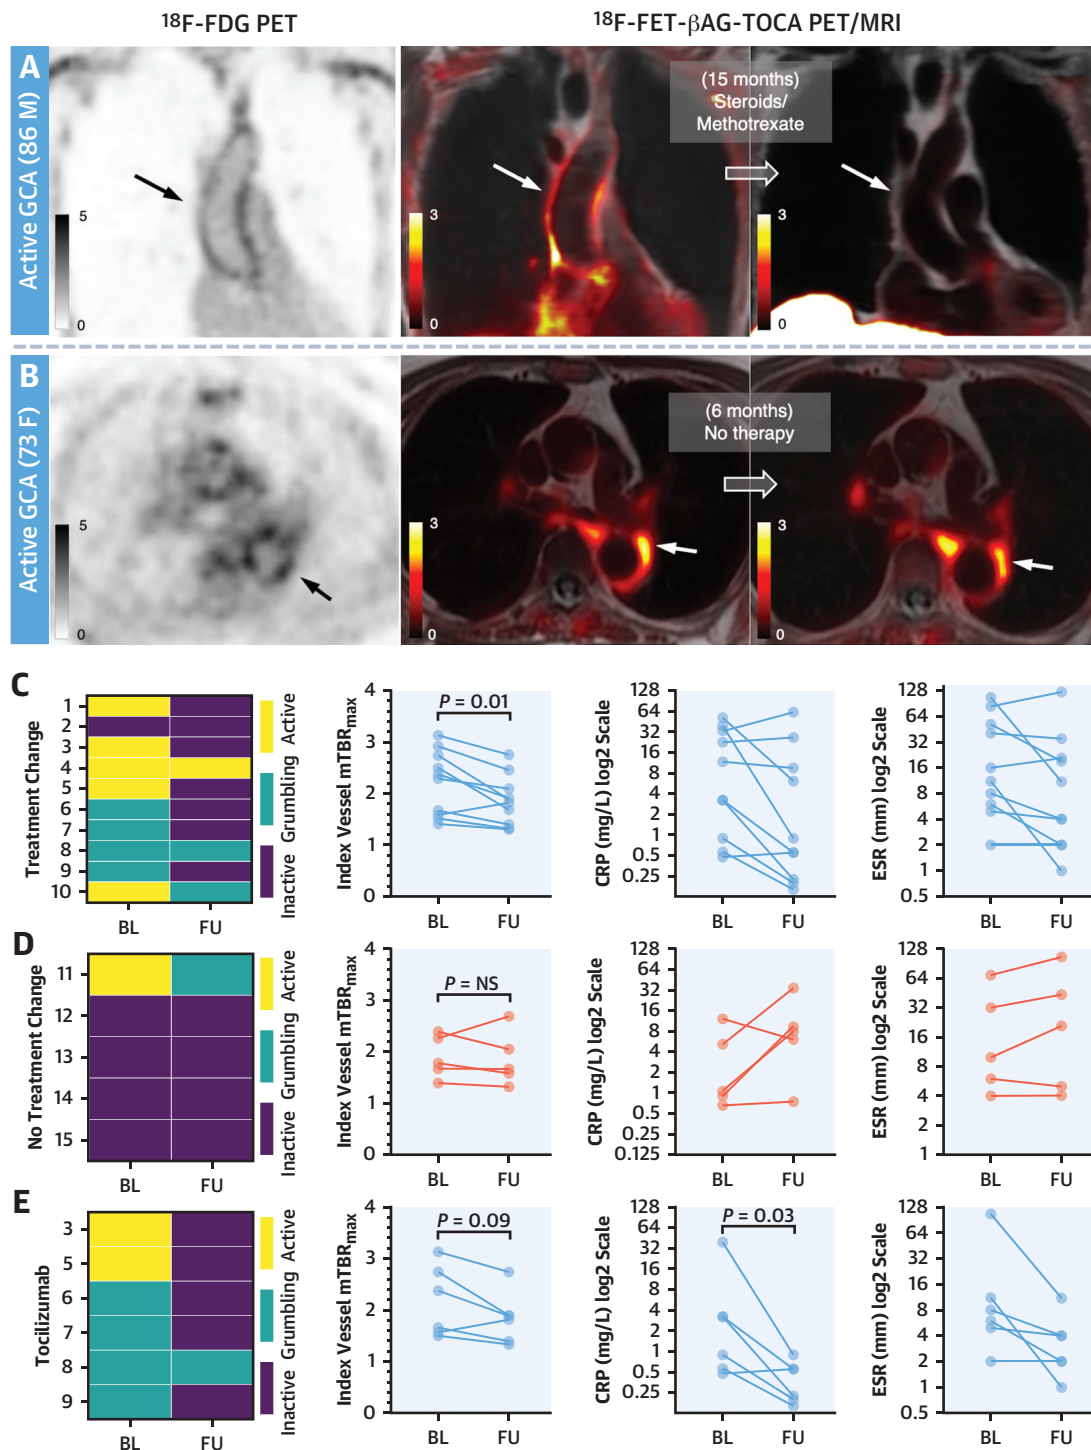 ¹⁸F-FDG PET
¹⁸F-FET-βAG-TOCA PET/MRI
A
Active GCA (86 M)
5
0
3
0
(15 months)
Steroids/
Methotrexate
3
0
B
Active GCA (73 F)
5
0
3
0
(6 months)
No therapy
3
0
C
Treatment Change
1
2
3
4
5
6
7
8
9
10
BL
FU
Active
Grumbling
Inactive
Index Vessel mTBRmax
4
3
2
1
0
P = 0.01
BL
FU
CRP (mg/L) log2 Scale
128
64
32
16
8
4
2
1
0.5
0.25
BL
FU
ESR (mm) log2 Scale
128
64
32
16
8
4
2
1
0.5
BL
FU
D
No Treatment Change
11
12
13
14
15
BL
FU
Active
Grumbling
Inactive
Index Vessel mTBRmax
4
3
2
1
0
P = NS
BL
FU
CRP (mg/L) log2 Scale
128
64
32
16
8
4
2
1
0.5
0.25
0.125
BL
FU
ESR (mm) log2 Scale
128
64
32
16
8
4
2
1
BL
FU
E
Tocilizumab
3
5
6
7
8
9
BL
FU
Active
Grumbling
Inactive
Index Vessel mTBRmax
4
3
2
1
0
P = 0.09
BL
FU
CRP (mg/L) log2 Scale
128
64
32
16
8
4
2
1
0.5
0.25
P = 0.03
BL
FU
ESR (mm) log2 Scale
128
64
32
16
8
4
2
1
0.5
BL
FU